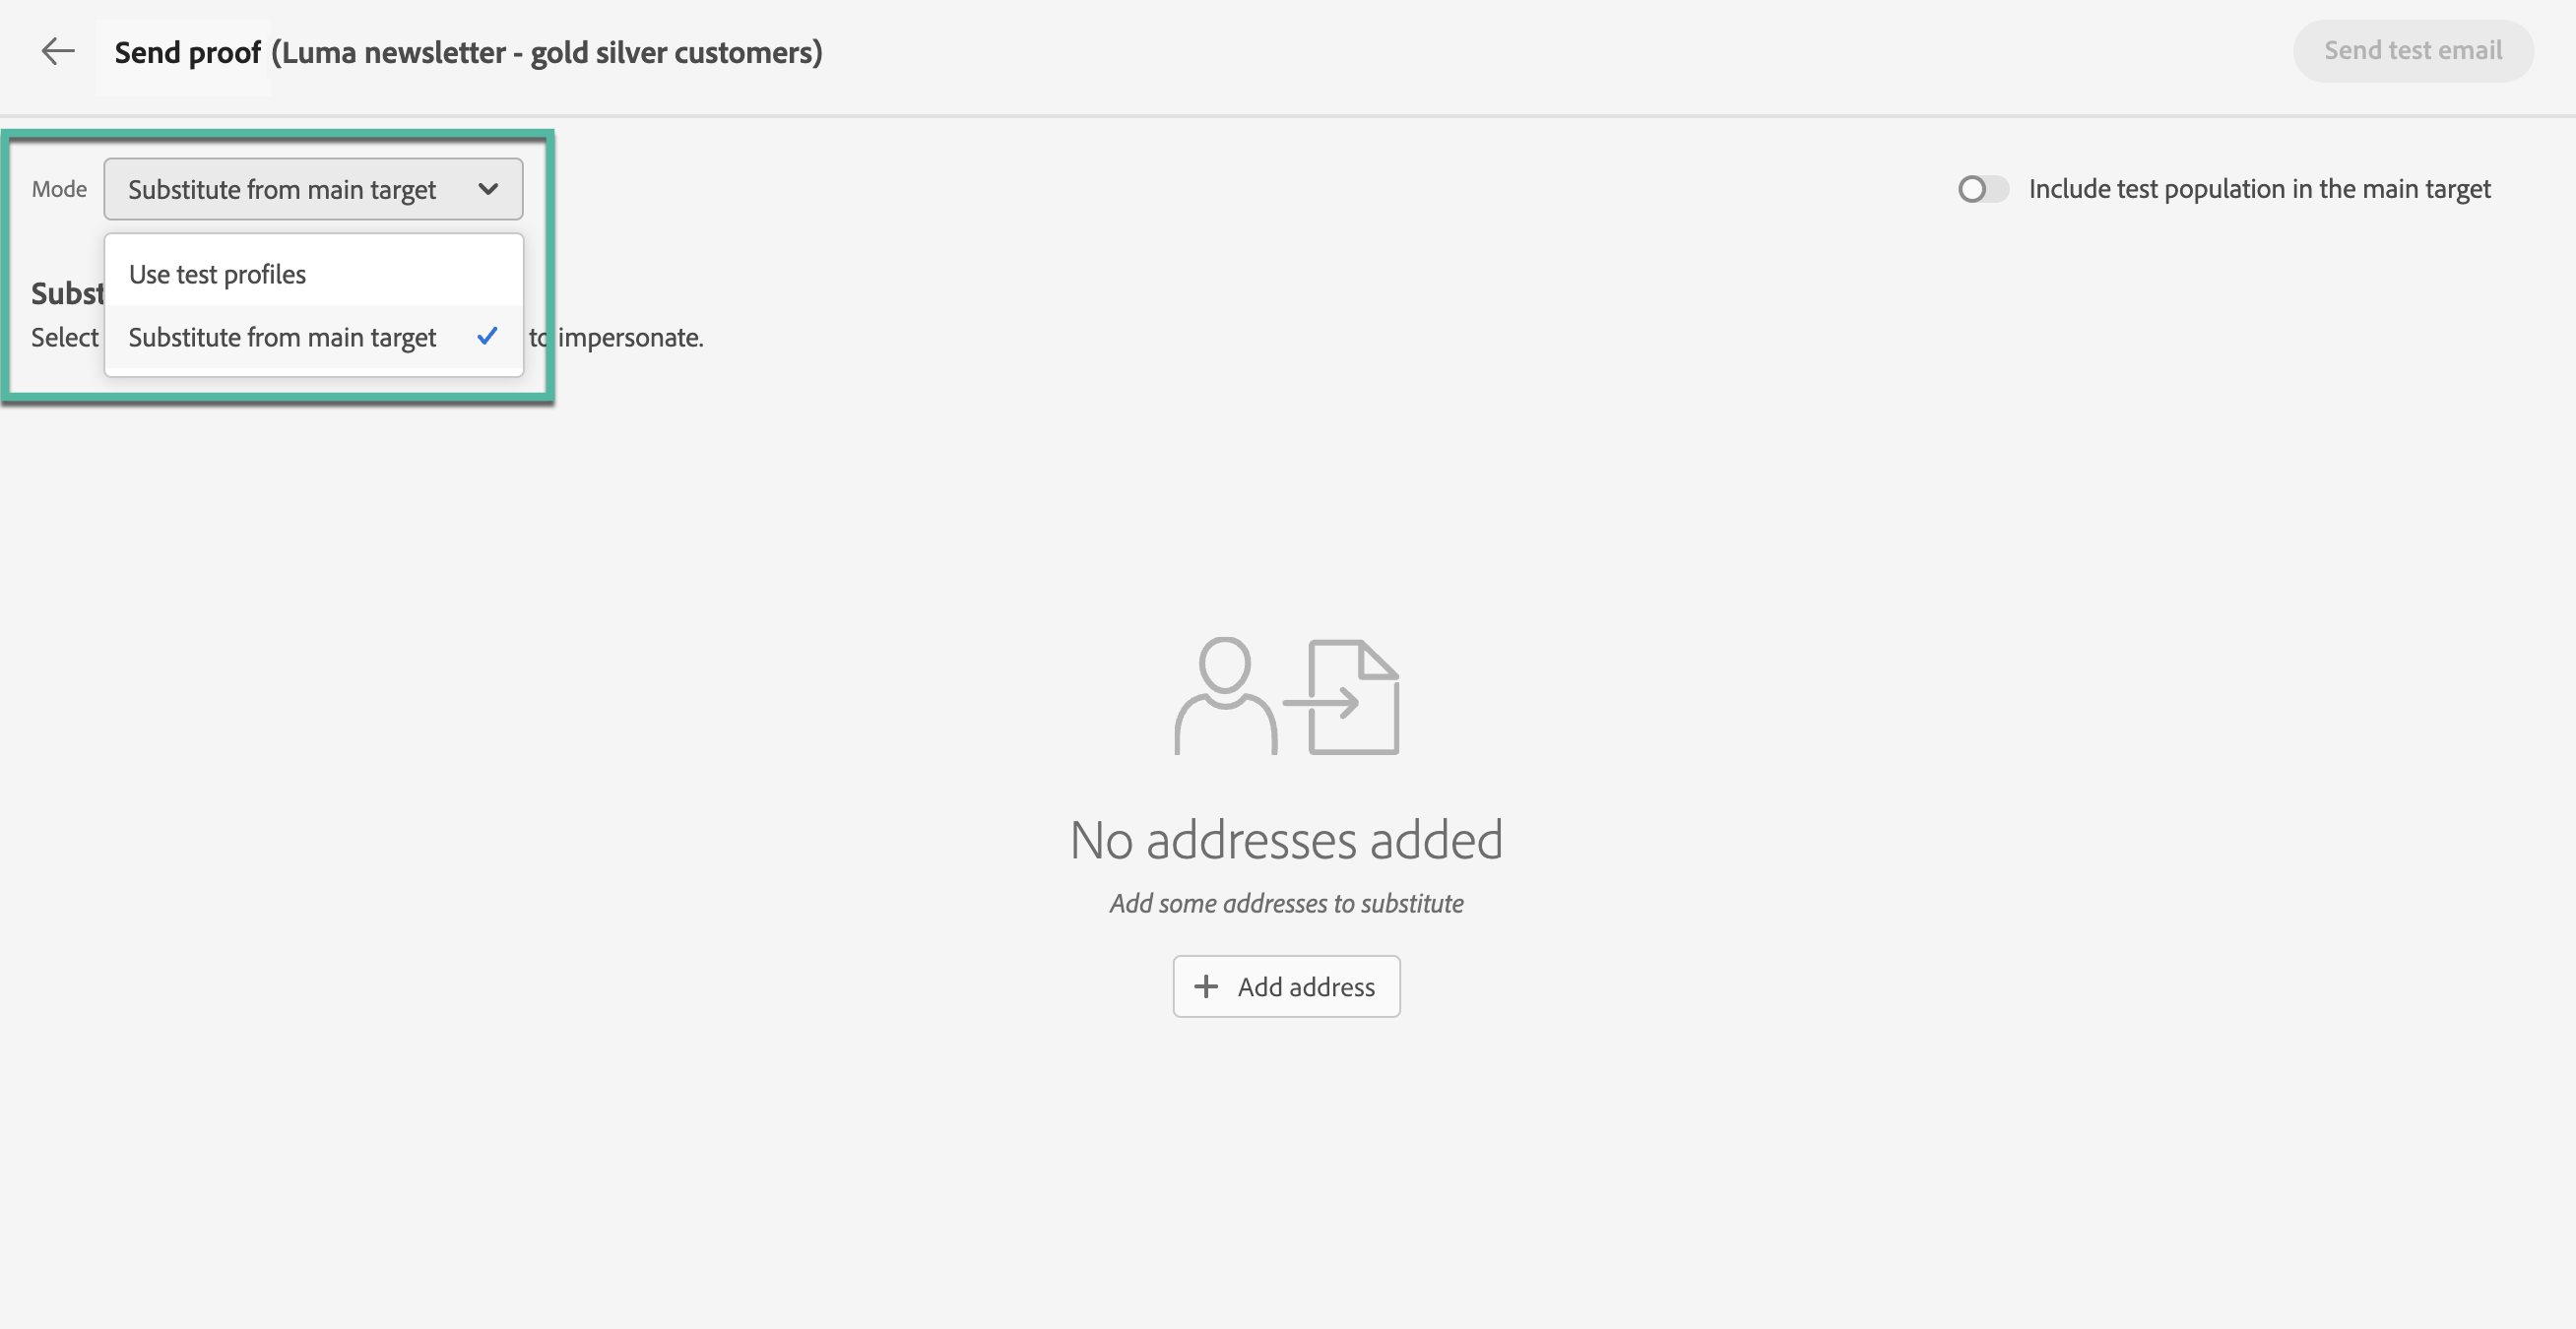 Send proof (Luma newsletter - gold silver customers)
Send test email
Mode
Substitute from main target
Include test population in the main target
Use test profiles
Substitute from main target
Subst
Select
to impersonate.
No addresses added
Add some addresses to substitute
Add address